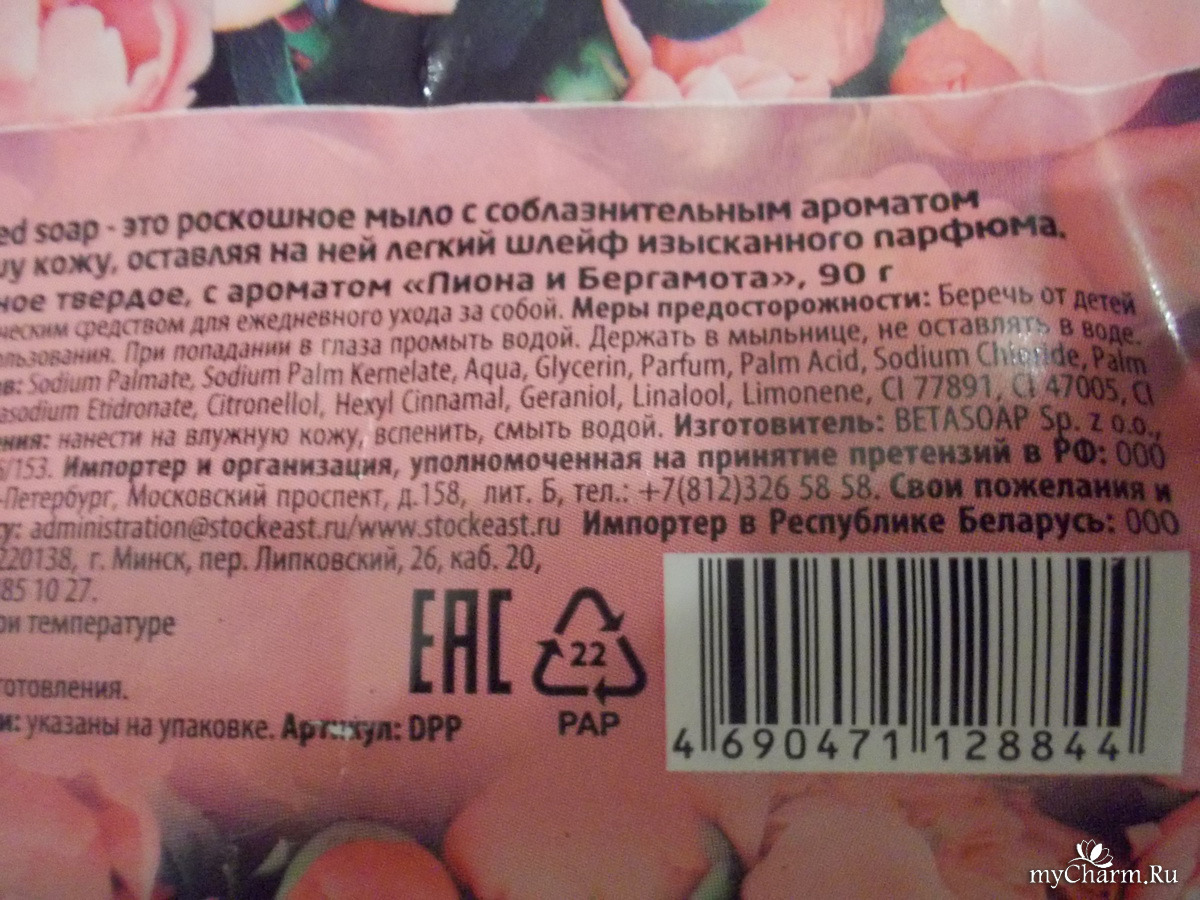 ed soap - это роскошное мыло с соблазнительным ароматом
кожу, оставляя на ней легкий шлейф изысканного парфюма.
ное твердое, с ароматом «Пиона и Бергамота», 90 г
ческим средством для ежедневного ухода за собой. Меры предосторожности: Беречь от детей
ользования. При попадании в глаза промыть водой. Держать в мыльнице, не оставлять в воде.
в: Sodium Palmate, Sodium Palm Kernelate, Aqua, Glycerin, Parfum, Palm Acid, Sodium Chloride, Palm
asodium Etidronate, Citronellol, Hexyl Cinnamal, Geraniol, Linalool, Limonene, CI 77891, CI 47005, CI
ения: нанести на влужную кожу, вспенить, смыть водой. Изготовитель: BETASOAP Sp. z o.o.,
/153. Импортер и организация, уполномоченная на принятие претензий в РФ: ООО
-Петербург, Московский проспект, д.158, лит. Б, тел.: +7(812)326 58 58. Свои пожелания и
у: administration@stockeast.ru/www.stockeast.ru Импортер в Республике Беларусь: ООО
220138, г. Минск, пер. Липковский, 26, каб. 20,
85 10 27.
ри температуре
готовления.
и: указаны на упаковке. Артикул: DPP
EAC
22
PAP
4 690471 128844
myCharm.Ru